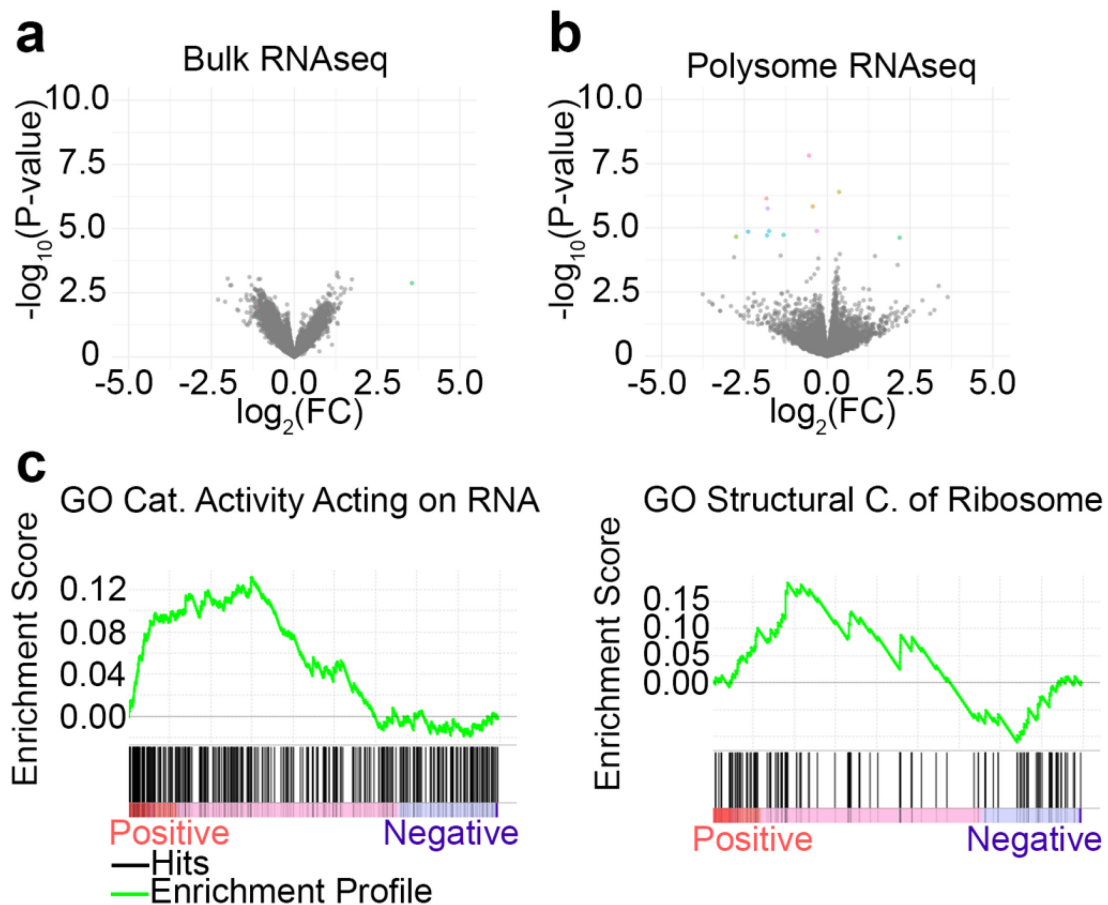 a
Bulk RNAseq
-log10(P-value)
10.0
7.5
5.0
2.5
0
-5.0 -2.5 0.0 2.5 5.0
log2(FC)
b
Polysome RNAseq
-log10(P-value)
10.0
7.5
5.0
2.5
0
-5.0 -2.5 0.0 2.5 5.0
log2(FC)
c
GO Cat. Activity Acting on RNA
Enrichment Score
0.12
0.08
0.04
0.00
Positive Negative
Hits
Enrichment Profile
GO Structural C. of Ribosome
Enrichment Score
0.15
0.10
0.05
0.00
Positive Negative